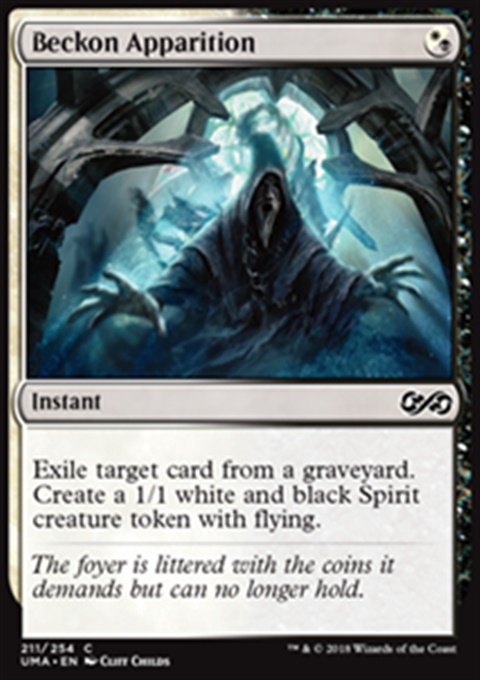 Beckon Apparition
Instant
Exile target card from a graveyard.
Create a 1/1 white and black Spirit
creature token with flying.
The foyer is littered with the coins it
demands but can no longer hold.
211/254 C
UMA • EN Cliff Childs
™ & © 2018 Wizards of the Coast